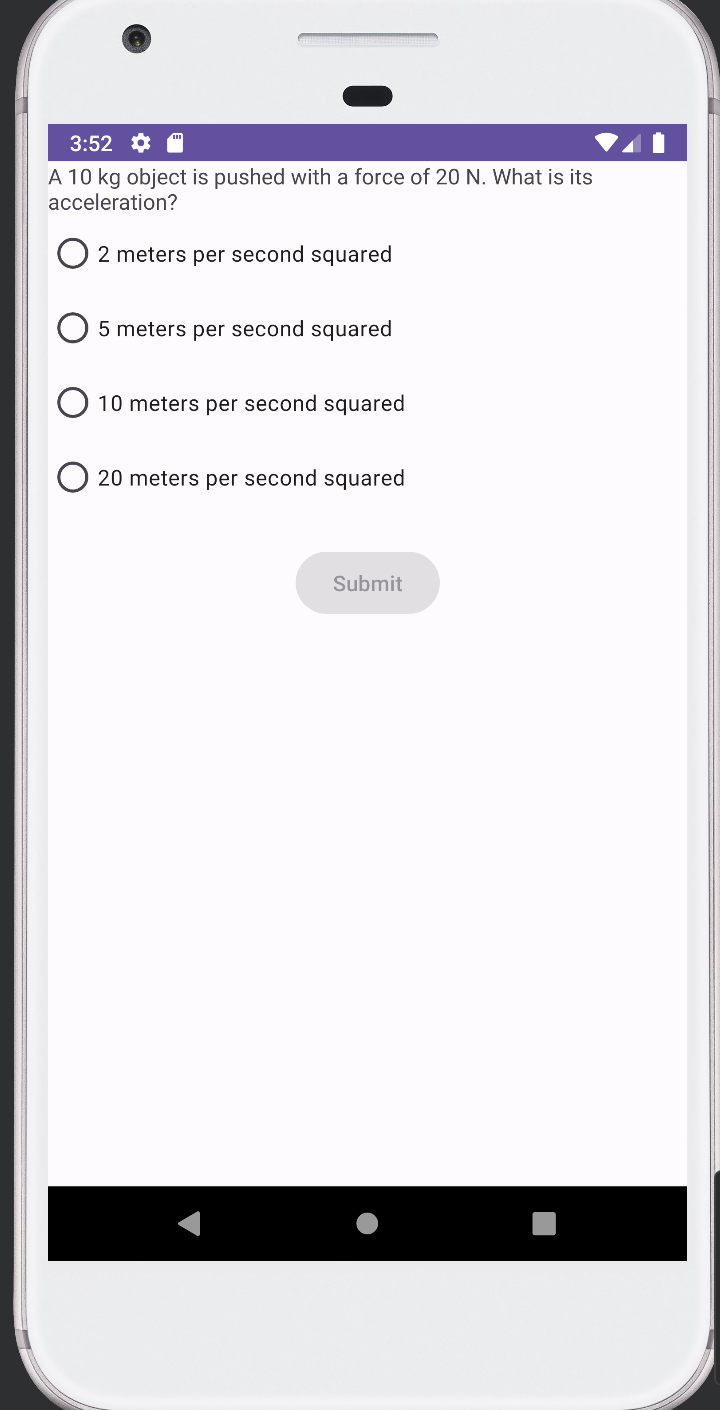 3:52
A 10 kg object is pushed with a force of 20 N. What is its
acceleration?
2 meters per second squared
5 meters per second squared
10 meters per second squared
20 meters per second squared
Submit